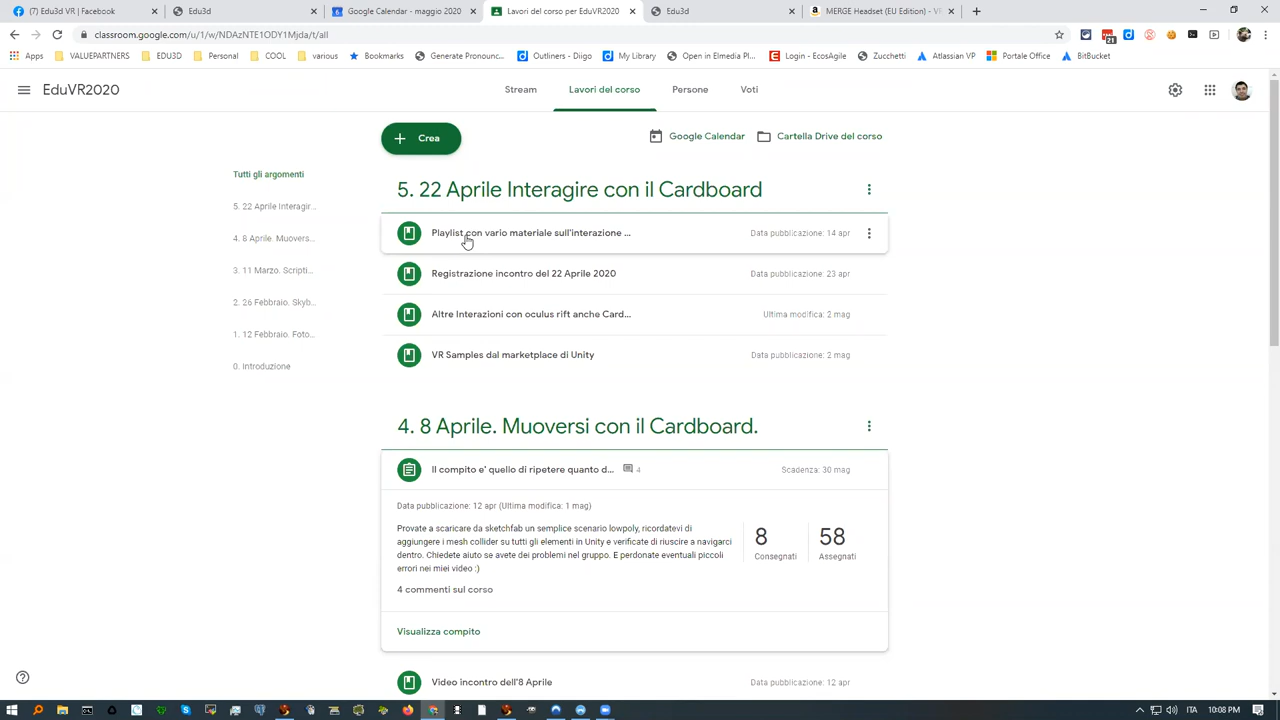 (7) Edu3d VR | Facebook
Edu3d
Google Calendar - maggio 2020
Lavori del corso per EduVR2020
Edu3d
MERGE Headset (EU Edition) - VR
classroom.google.com/u/1/w/NDAzNTE1ODY1Mjda/t/all
21
Apps
VALUEPARTNERS
EDU3D
Personal
COOL
various
Bookmarks
Generate Pronounc...
Outliners - Diigo
My Library
Open in Elmedia Pl...
Login - EcosAgile
Zucchetti
Atlassian VP
Portale Office
BitBucket
EduVR2020
Stream
Lavori del corso
Persone
Voti
Crea
Google Calendar
Cartella Drive del corso
Tutti gli argomenti
5. 22 Aprile Interagir...
4. 8 Aprile. Muovers...
3. 11 Marzo. Scripti...
2. 26 Febbraio. Skyb...
1. 12 Febbraio. Foto...
0. Introduzione
5. 22 Aprile Interagire con il Cardboard
Playlist con vario materiale sull'interazione ...
Data pubblicazione: 14 apr
Registrazione incontro del 22 Aprile 2020
Data pubblicazione: 23 apr
Altre Interazioni con oculus rift anche Card...
Ultima modifica: 2 mag
VR Samples dal marketplace di Unity
Data pubblicazione: 2 mag
4. 8 Aprile. Muoversi con il Cardboard.
Il compito e' quello di ripetere quanto d...
4
Scadenza: 30 mag
Data pubblicazione: 12 apr (Ultima modifica: 1 mag)
Provate a scaricare da sketchfab un semplice scenario lowpoly, ricordatevi di
aggiungere i mesh collider su tutti gli elementi in Unity e verificate di riuscire a navigarci
dentro. Chiedete aiuto se avete dei problemi nel gruppo. E perdonate eventuali piccoli
errori nei miei video :)
8
Consegnati
58
Assegnati
4 commenti sul corso
Visualizza compito
Video incontro dell'8 Aprile
Data pubblicazione: 12 apr
ITA
10:08 PM